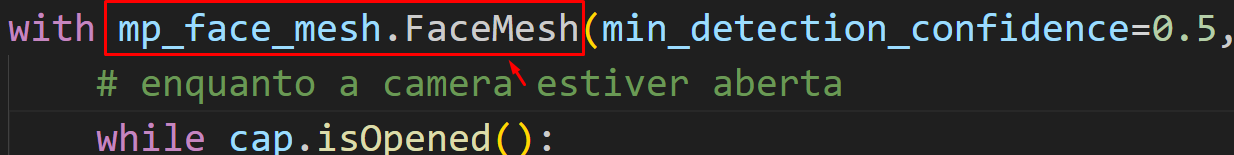 with mp_face_mesh.FaceMesh(min_detection_confidence=0.5,
# enquanto a camera estiver aberta
while cap.isOpened():